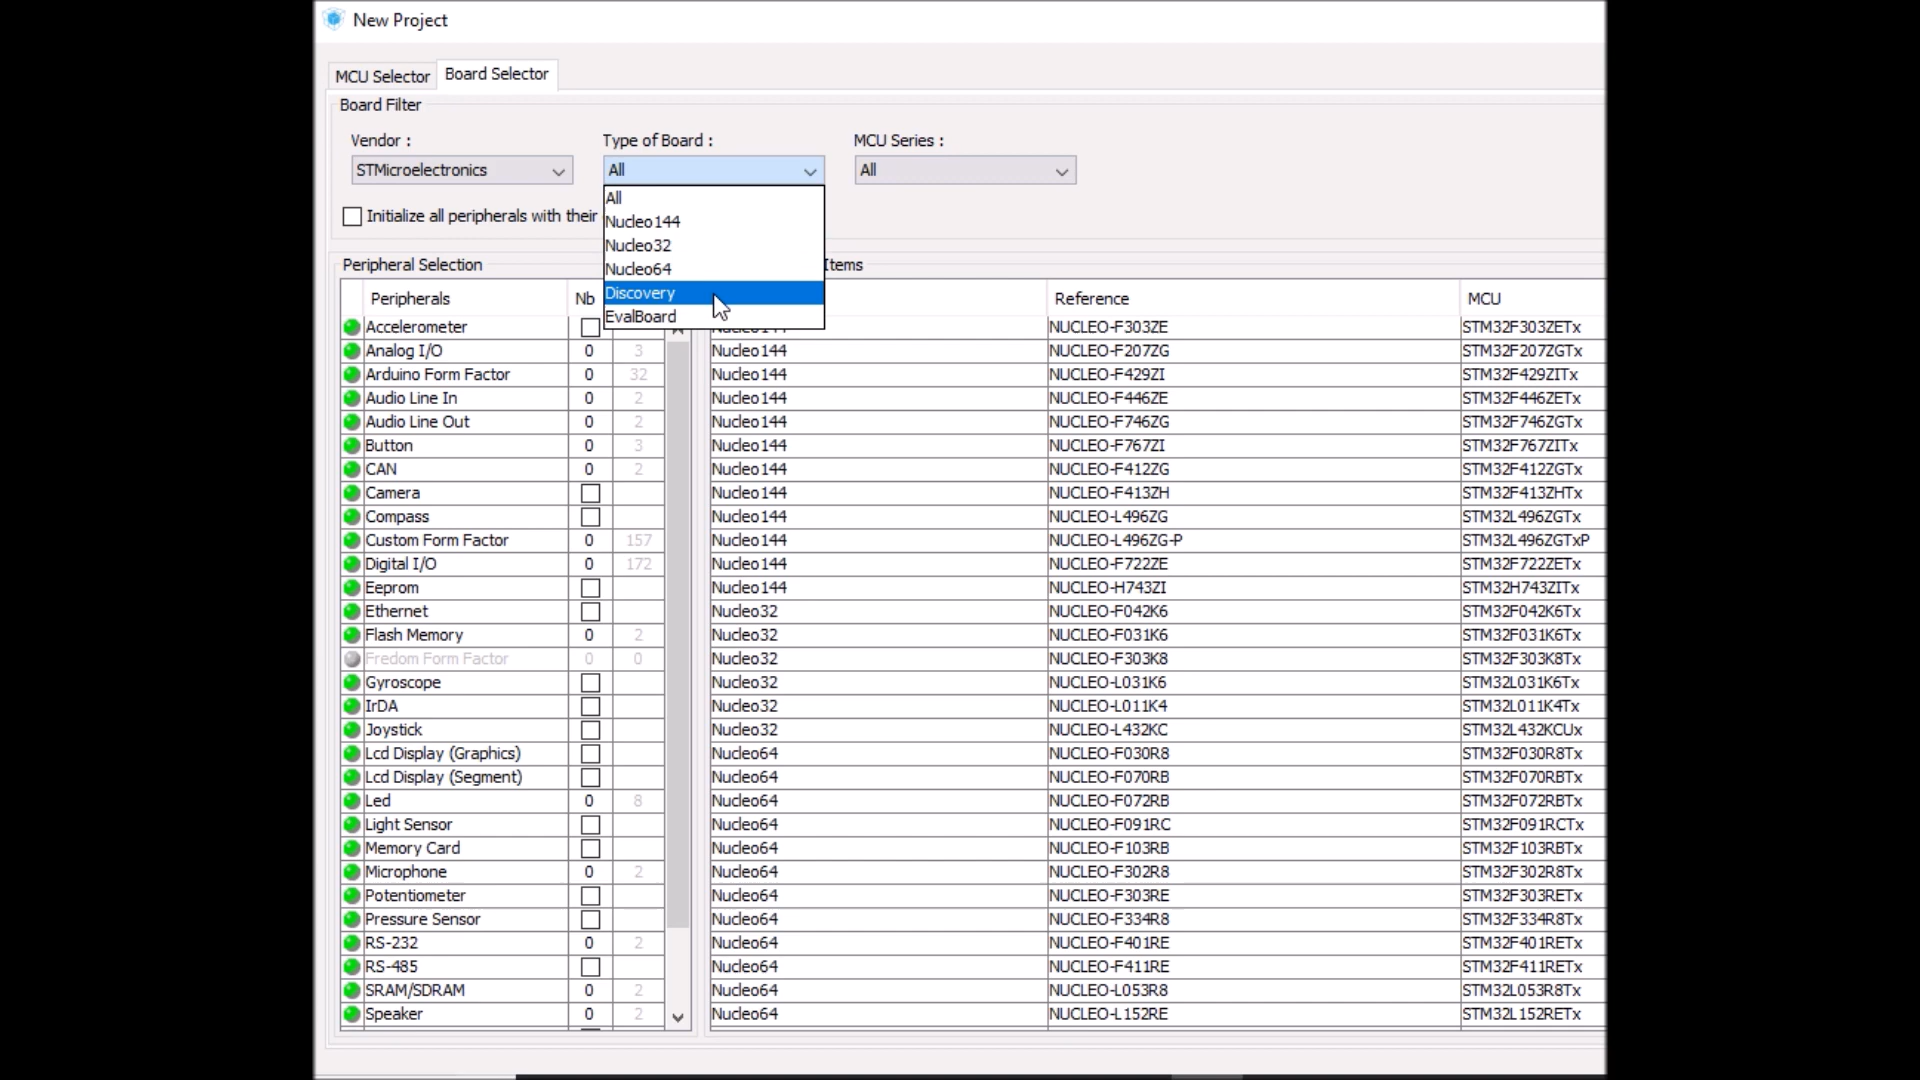 New Project
MCU Selector Board Selector
Board Filter
Vendor : Type of Board : MCU Series :
STMicroelectronics All All
All
Nucleo144
Initialize all peripherals with their
Nucleo32
Nucleo64
Discovery
EvalBoard
Peripheral Selection Items
Peripherals Nb Reference MCU
Accelerometer NUCLEO-F303ZE STM32F303ZETx
Analog I/O 0 3 Nucleo144 NUCLEO-F207ZG STM32F207ZGTx
Arduino Form Factor 0 32 Nucleo144 NUCLEO-F429ZI STM32F429ZITx
Audio Line In 0 2 Nucleo144 NUCLEO-F446ZE STM32F446ZETx
Audio Line Out 0 2 Nucleo144 NUCLEO-F746ZG STM32F746ZGTx
Button 0 3 Nucleo144 NUCLEO-F767ZI STM32F767ZITx
CAN 0 2 Nucleo144 NUCLEO-F412ZG STM32F412ZGTx
Camera Nucleo144 NUCLEO-F413ZH STM32F413ZHTx
Compass Nucleo144 NUCLEO-L496ZG STM32L496ZGTx
Custom Form Factor 0 157 Nucleo144 NUCLEO-L496ZG-P STM32L496ZGTxP
Digital I/O 0 172 Nucleo144 NUCLEO-F722ZE STM32F722ZETx
Eeprom Nucleo144 NUCLEO-H743ZI STM32H743ZITx
Ethernet Nucleo32 NUCLEO-F042K6 STM32F042K6Tx
Flash Memory 0 2 Nucleo32 NUCLEO-F031K6 STM32F031K6Tx
Fredom Form Factor 0 0 Nucleo32 NUCLEO-F303K8 STM32F303K8Tx
Gyroscope Nucleo32 NUCLEO-L031K6 STM32L031K6Tx
IrDA Nucleo32 NUCLEO-L011K4 STM32L011K4Tx
Joystick Nucleo32 NUCLEO-L432KC STM32L432KCUx
Lcd Display (Graphics) Nucleo64 NUCLEO-F030R8 STM32F030R8Tx
Lcd Display (Segment) Nucleo64 NUCLEO-F070RB STM32F070RBTx
Led 0 8 Nucleo64 NUCLEO-F072RB STM32F072RBTx
Light Sensor Nucleo64 NUCLEO-F091RC STM32F091RCTx
Memory Card Nucleo64 NUCLEO-F103RB STM32F103RBTx
Microphone 0 2 Nucleo64 NUCLEO-F302R8 STM32F302R8Tx
Potentiometer Nucleo64 NUCLEO-F303RE STM32F303RETx
Pressure Sensor Nucleo64 NUCLEO-F334R8 STM32F334R8Tx
RS-232 0 2 Nucleo64 NUCLEO-F401RE STM32F401RETx
RS-485 Nucleo64 NUCLEO-F411RE STM32F411RETx
SRAM/SDRAM 0 2 Nucleo64 NUCLEO-L053R8 STM32L053R8Tx
Speaker 0 2 Nucleo64 NUCLEO-L152RE STM32L152RETx